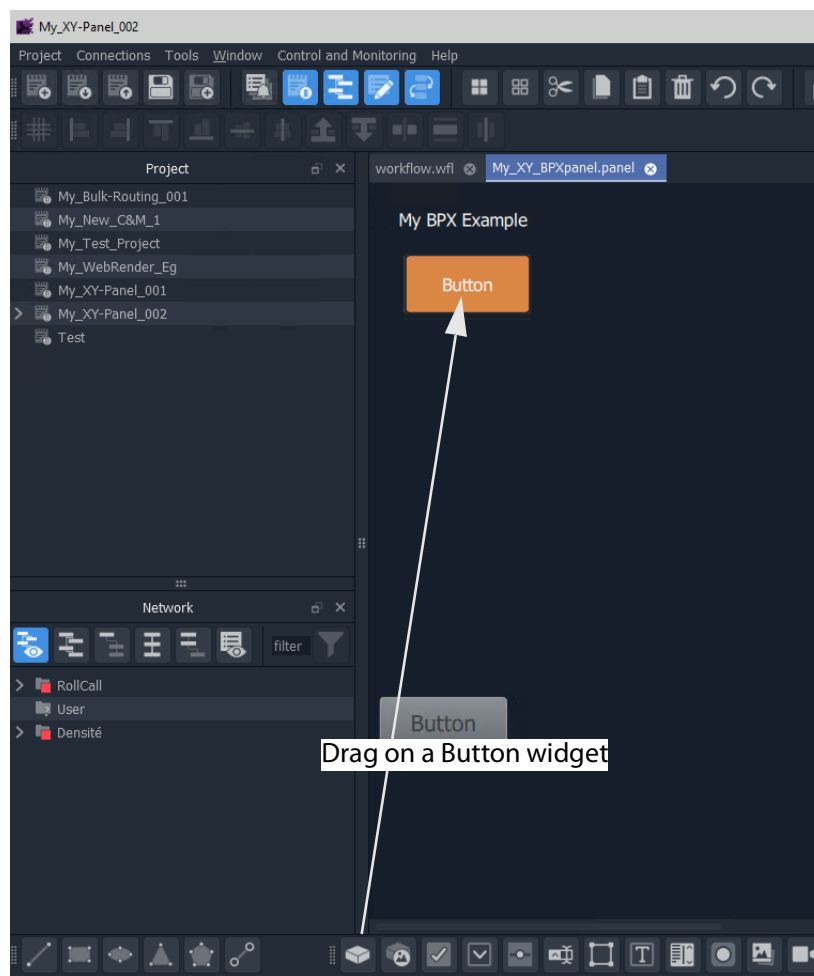 My_XY-Panel_002
Project Connections Tools Window Control and Monitoring Help
Project
workflow.wfl My_XY_BPXpanel.panel
My_Bulk-Routing_001
My_New_C&M_1
My_Test_Project
My_WebRender_Eg
My_XY-Panel_001
My_XY-Panel_002
Test
My BPX Example
Button
Network
filter
RollCall
User
Densité
Button
Drag on a Button widget